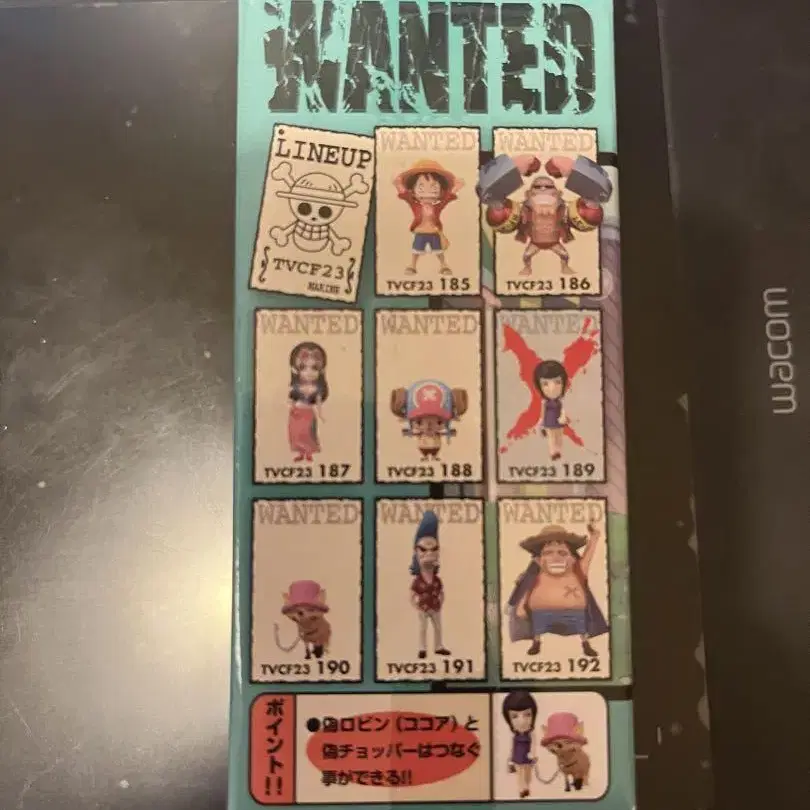 WANTED
LINEUP
TVCF23
WANTED
TVCF23 185
WANTED
TVCF23 186
WANTED
TVCF23 187
WANTED
TVCF23 188
WANTED
TVCF23 189
WANTED
TVCF23 190
WANTED
TVCF23 191
WANTED
TVCF23 192
ポイント!!
●偽ロビン(ココア)と
偽チョッパーはつなぐ
事ができる!!
wacom